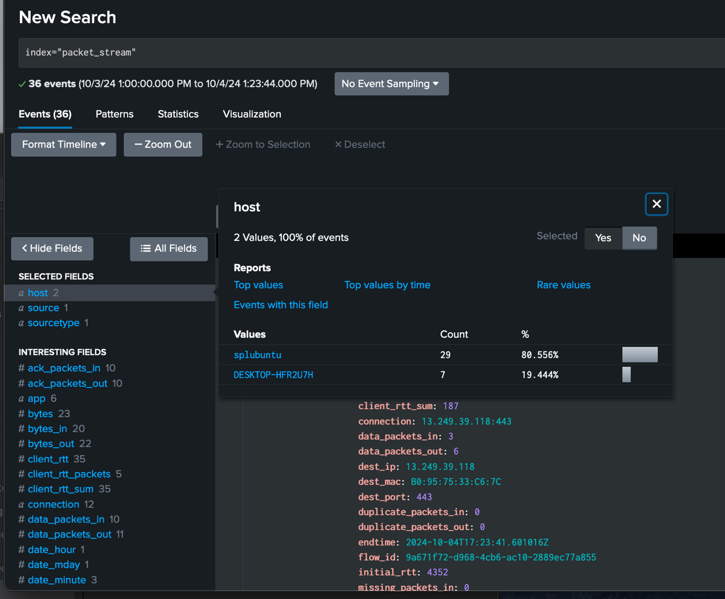 New Search
index="packet_stream"
✓ 36 events (10/3/24 1:00:00.000 PM to 10/4/24 1:23:44.000 PM)
No Event Sampling ▾
Events (36) Patterns Statistics Visualization
Format Timeline ▾ — Zoom Out + Zoom to Selection × Deselect
host ✕
2 Values, 100% of events Selected Yes No
Reports
Top values Top values by time Rare values
Events with this field
Values Count %
splubuntu 29 80.556%
DESKTOP-HFR2U7H 7 19.444%
< Hide Fields All Fields
SELECTED FIELDS
a host 2
a source 1
a sourcetype 1
INTERESTING FIELDS
# ack_packets_in 10
# ack_packets_out 10
a app 6
# bytes 23
# bytes_in 20
# bytes_out 22
# client_rtt 35
# client_rtt_packets 5
# client_rtt_sum 35
a connection 12
# data_packets_in 10
# data_packets_out 11
# date_hour 1
# date_mday 1
# date_minute 3
client_rtt_sum: 187
connection: 13.249.39.118:443
data_packets_in: 3
data_packets_out: 6
dest_ip: 13.249.39.118
dest_mac: B0:95:75:33:C6:7C
dest_port: 443
duplicate_packets_in: 0
duplicate_packets_out: 0
endtime: 2024-10-04T17:23:41.601016Z
flow_id: 9a671f72-d968-4cb6-ac10-2889ec77a855
initial_rtt: 4352
missing_packets_in: 0